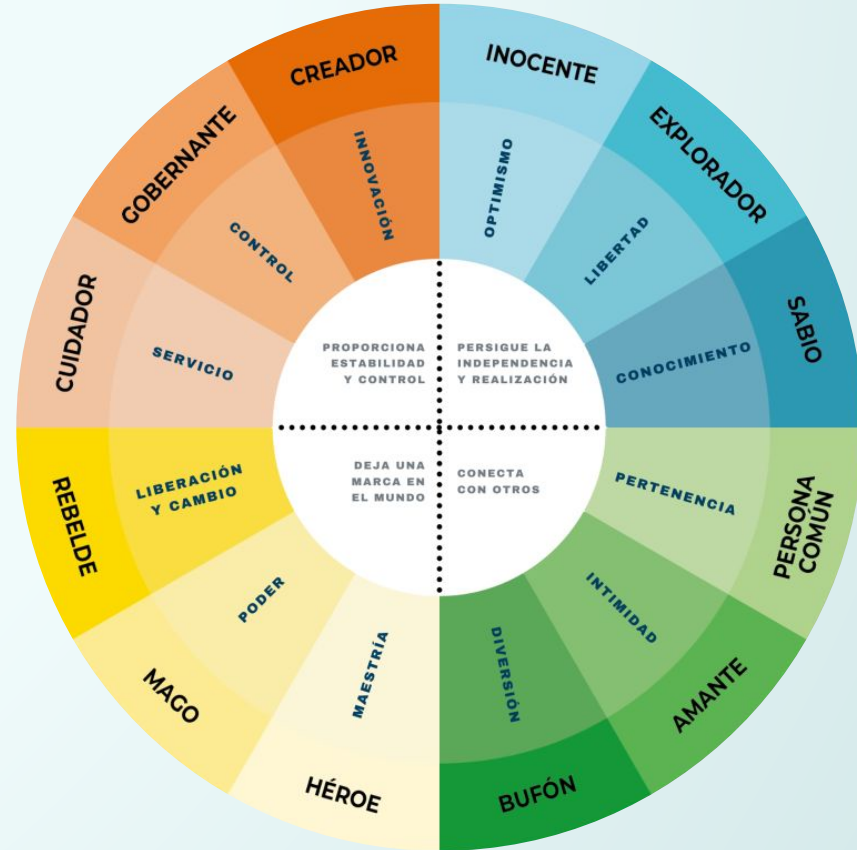 CREADOR
INOCENTE
EXPLORADOR
SABIO
PERSONA
COMÚN
AMANTE
BUFÓN
HÉROE
MAGO
REBELDE
CUIDADOR
GOBERNANTE
INNOVACIÓN
OPTIMISMO
LIBERTAD
CONOCIMIENTO
PERTENENCIA
INTIMIDAD
DIVERSIÓN
MAESTRÍA
PODER
LIBERACIÓN
Y CAMBIO
SERVICIO
CONTROL
PROPORCIONA
ESTABILIDAD
Y CONTROL
PERSIGUE LA
INDEPENDENCIA
Y REALIZACIÓN
DEJA UNA
MARCA EN
EL MUNDO
CONECTA
CON OTROS